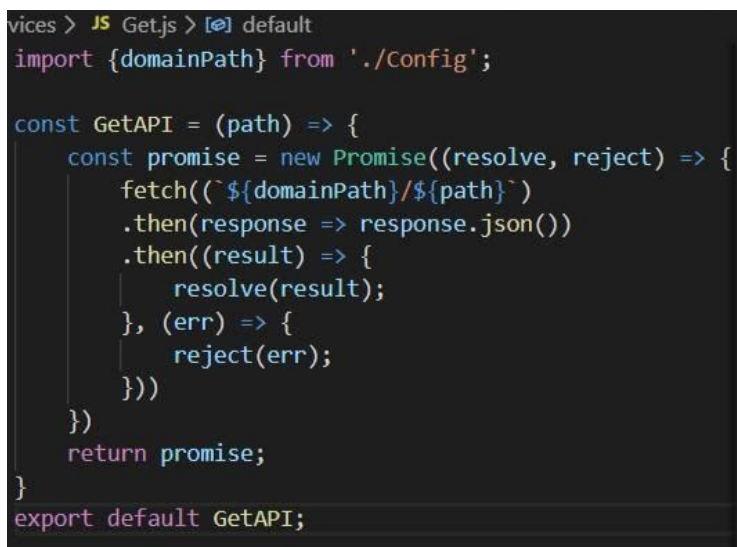 vices > JS Get.js > [@] default
import {domainPath} from './Config';
const GetAPI = (path) => {
    const promise = new Promise((resolve, reject) => {
        fetch((`${domainPath}/${path}`)
        .then(response => response.json())
        .then((result) => {
            resolve(result);
        }, (err) => {
            reject(err);
        }))
    })
    return promise;
}
export default GetAPI;